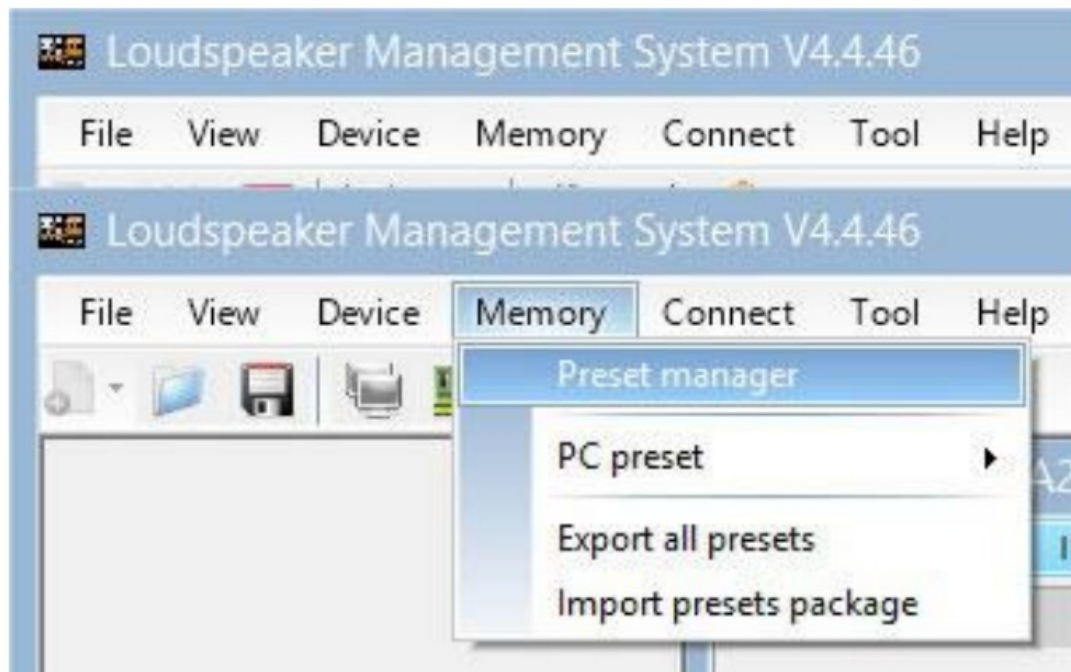 Loudspeaker Management System V4.4.46
File View Device Memory Connect Tool Help
Loudspeaker Management System V4.4.46
File View Device Memory Connect Tool Help
Preset manager
PC preset
Export all presets
Import presets package